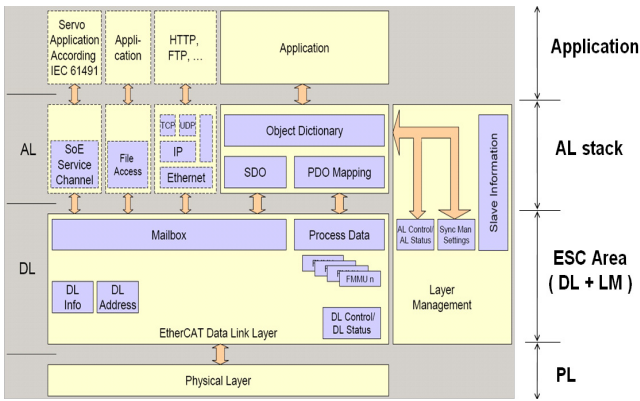 Servo
Application
According
IEC 61491
Appli-
cation
HTTP,
FTP, ...
Application
Application
AL
TCP
UDP
IP
Ethernet
SoE
Service
Channel
File
Access
Object Dictionary
SDO
PDO Mapping
AL Control/
AL Status
Sync Man
Settings
Slave Information
AL stack
DL
Mailbox
Process Data
FMMU n
DL
Info
DL
Address
DL Control/
DL Status
EtherCAT Data Link Layer
Layer
Management
ESC Area
( DL + LM )
Physical Layer
PL